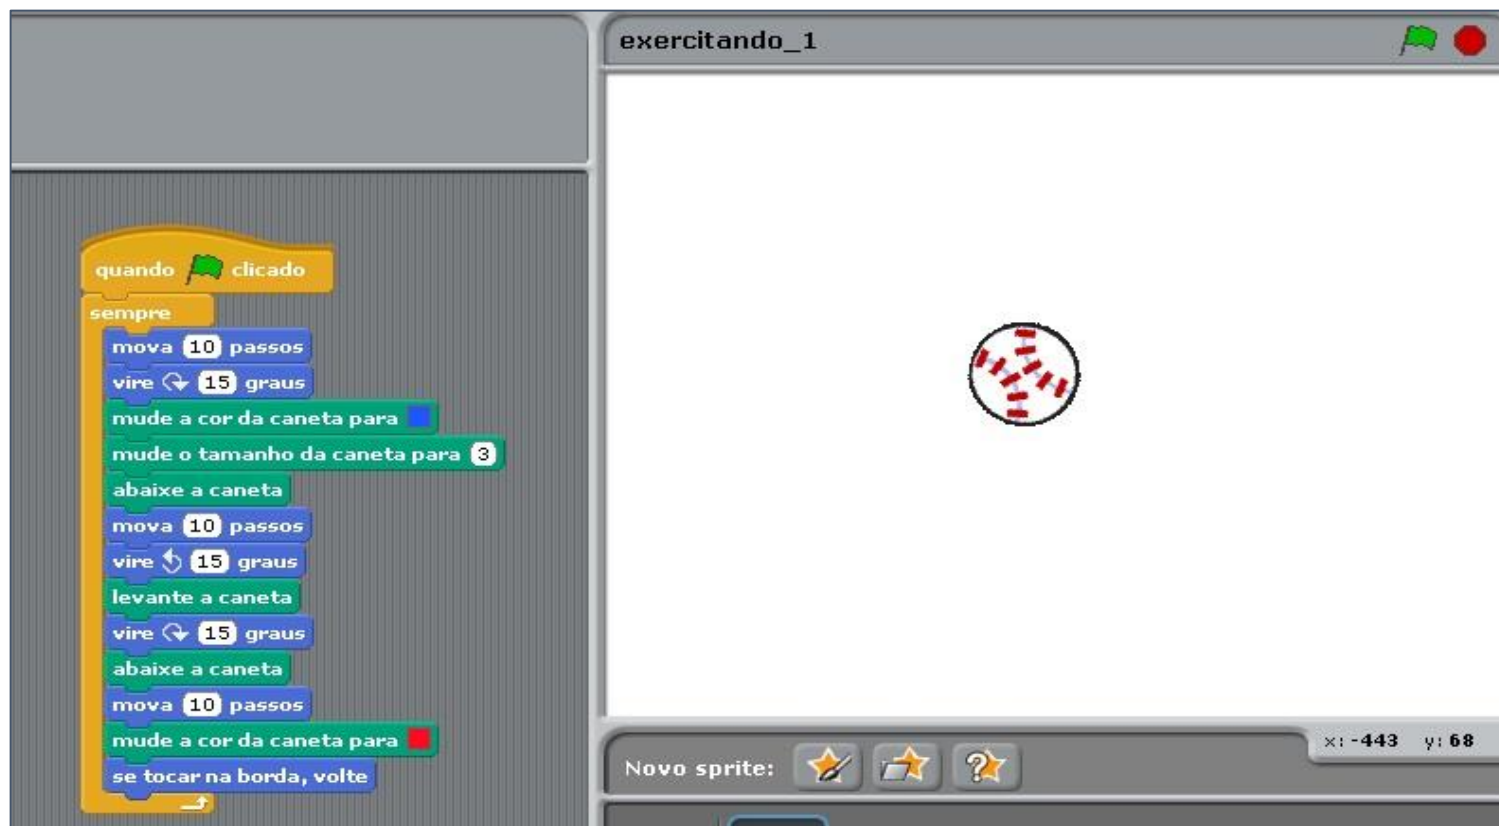 exercitando_1
quando clicado
sempre
mova 10 passos
vire 15 graus
mude a cor da caneta para
mude o tamanho da caneta para 3
abaixe a caneta
mova 10 passos
vire 15 graus
levante a caneta
vire 15 graus
abaixe a caneta
mova 10 passos
mude a cor da caneta para
se tocar na borda, volte
x: -443 y: 68
Novo sprite: